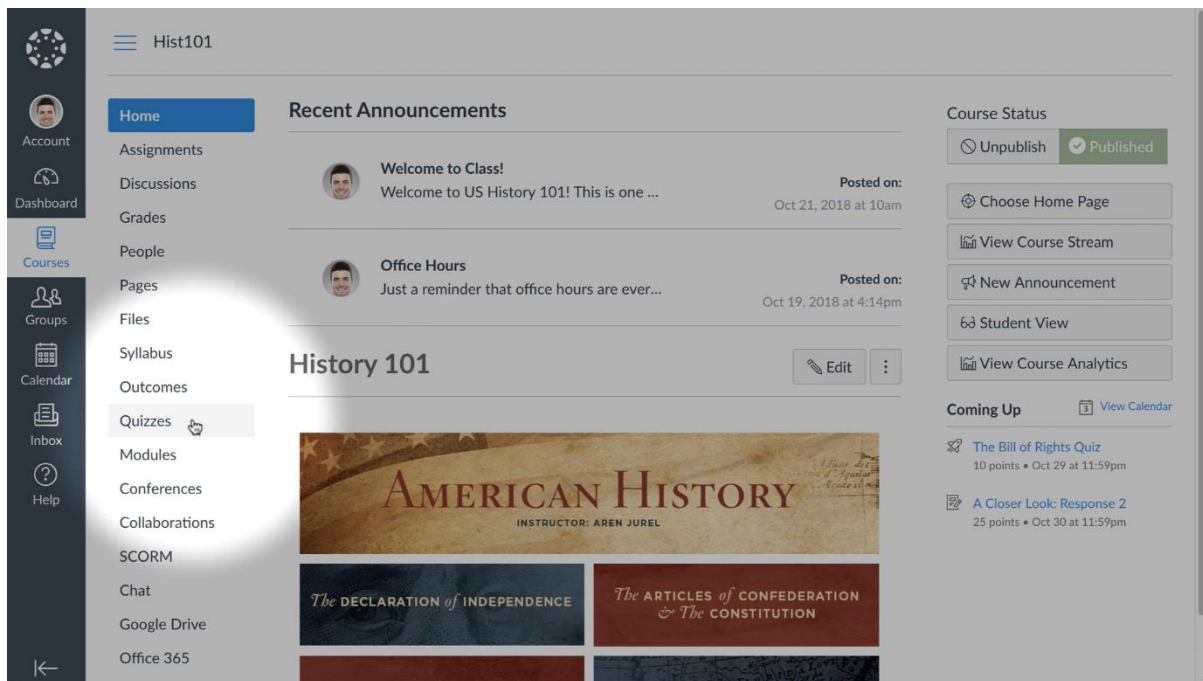 Hist101
Account
Dashboard
Courses
Groups
Calendar
Inbox
Help
Home
Assignments
Discussions
Grades
People
Pages
Files
Syllabus
Outcomes
Quizzes
Modules
Conferences
Collaborations
SCORM
Chat
Google Drive
Office 365
Recent Announcements
Welcome to Class!
Welcome to US History 101! This is one ...
Posted on:
Oct 21, 2018 at 10am
Office Hours
Just a reminder that office hours are ever...
Posted on:
Oct 19, 2018 at 4:14pm
History 101
Edit
AMERICAN HISTORY
INSTRUCTOR: AREN JUREL
The DECLARATION of INDEPENDENCE
The ARTICLES of CONFEDERATION
& The CONSTITUTION
Course Status
Unpublish
Published
Choose Home Page
View Course Stream
New Announcement
Student View
View Course Analytics
Coming Up
3 View Calendar
The Bill of Rights Quiz
10 points • Oct 29 at 11:59pm
A Closer Look: Response 2
25 points • Oct 30 at 11:59pm